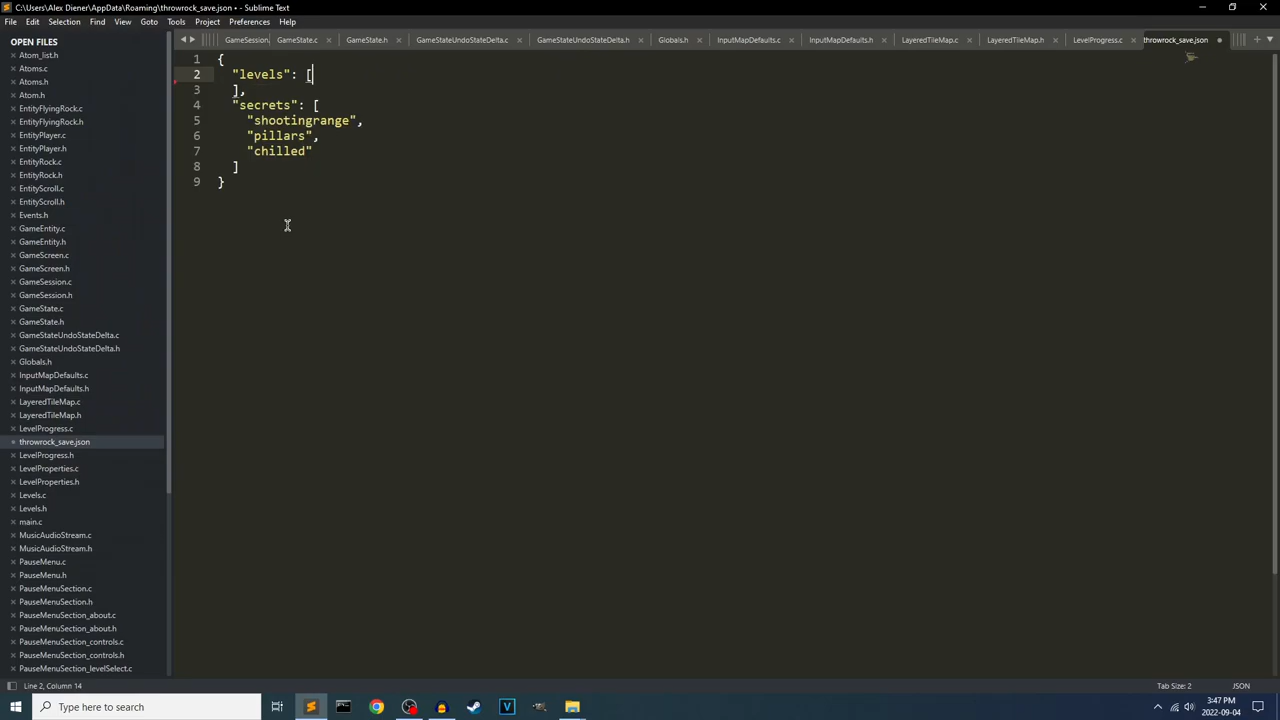 C:\Users\Alex Diener\AppData\Roaming\throwrock_save.json • - Sublime Text
File Edit Selection Find View Goto Tools Project Preferences Help
OPEN FILES
Atom_list.h
Atoms.c
Atoms.h
Atom.h
EntityFlyingRock.c
EntityFlyingRock.h
EntityPlayer.c
EntityPlayer.h
EntityRock.c
EntityRock.h
EntityScroll.c
EntityScroll.h
Events.h
GameEntity.c
GameEntity.h
GameScreen.c
GameScreen.h
GameSession.c
GameSession.h
GameState.c
GameState.h
GameStateUndoStateDelta.c
GameStateUndoStateDelta.h
Globals.h
InputMapDefaults.c
InputMapDefaults.h
LayeredTileMap.c
LayeredTileMap.h
LevelProgress.c
throwrock_save.json
LevelProgress.h
LevelProperties.c
LevelProperties.h
Levels.c
Levels.h
main.c
MusicAudioStream.c
MusicAudioStream.h
PauseMenu.c
PauseMenu.h
PauseMenuSection.c
PauseMenuSection.h
PauseMenuSection_about.c
PauseMenuSection_about.h
PauseMenuSection_controls.c
PauseMenuSection_controls.h
PauseMenuSection_levelSelect.c
GameSession. GameState.c GameState.h GameStateUndoStateDelta.c GameStateUndoStateDelta.h Globals.h InputMapDefaults.c InputMapDefaults.h LayeredTileMap.c LayeredTileMap.h LevelProgress.c throwrock_save.json
1 {
2 "levels": [
3 ],
4 "secrets": [
5 "shootingrange",
6 "pillars",
7 "chilled"
8 ]
9 }
Line 2, Column 14 Tab Size: 2 JSON
Type here to search
3:47 PM
2022-09-04